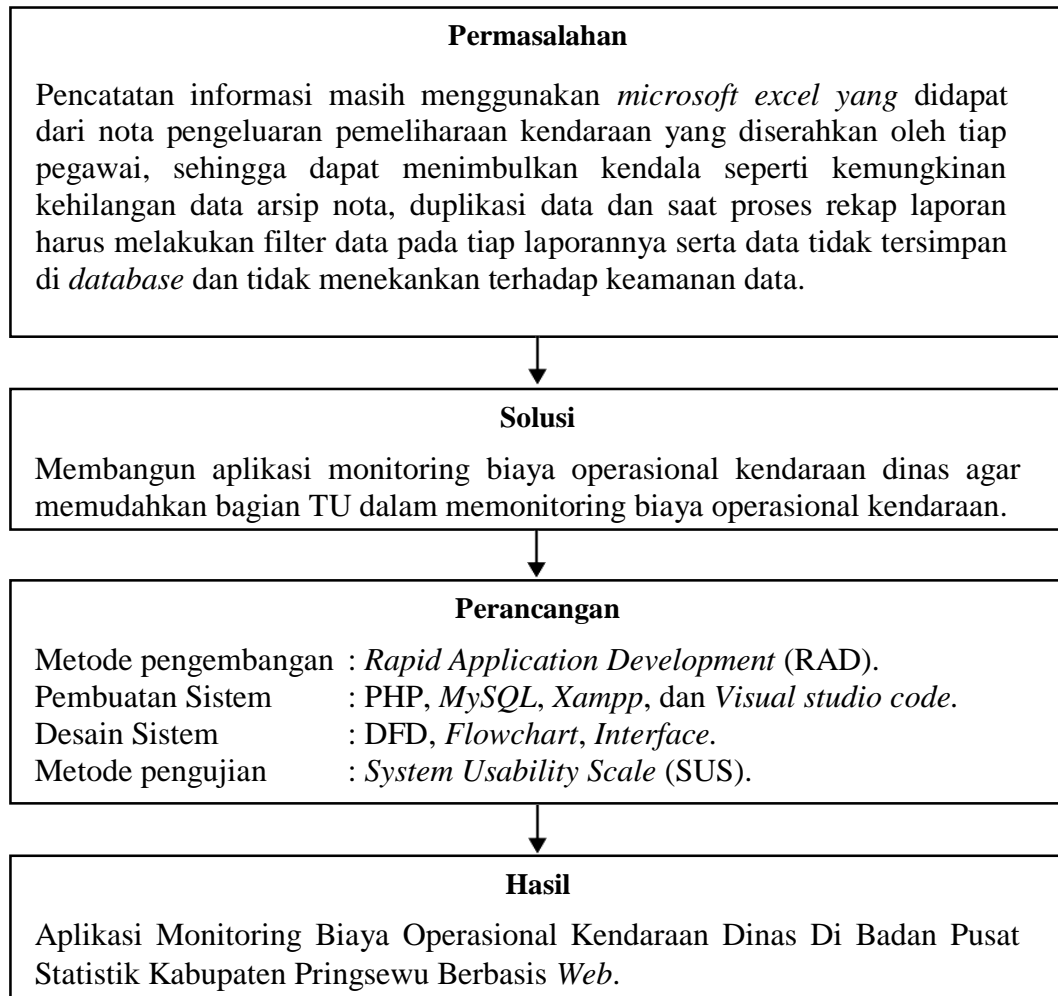 Permasalahan
Pencatatan informasi masih menggunakan microsoft excel yang didapat
dari nota pengeluaran pemeliharaan kendaraan yang diserahkan oleh tiap
pegawai, sehingga dapat menimbulkan kendala seperti kemungkinan
kehilangan data arsip nota, duplikasi data dan saat proses rekap laporan
harus melakukan filter data pada tiap laporannya serta data tidak tersimpan
di database dan tidak menekankan terhadap keamanan data.
Solusi
Membangun aplikasi monitoring biaya operasional kendaraan dinas agar
memudahkan bagian TU dalam memonitoring biaya operasional kendaraan.
Perancangan
Metode pengembangan : Rapid Application Development (RAD).
Pembuatan Sistem : PHP, MySQL, Xampp, dan Visual studio code.
Desain Sistem : DFD, Flowchart, Interface.
Metode pengujian : System Usability Scale (SUS).
Hasil
Aplikasi Monitoring Biaya Operasional Kendaraan Dinas Di Badan Pusat
Statistik Kabupaten Pringsewu Berbasis Web.